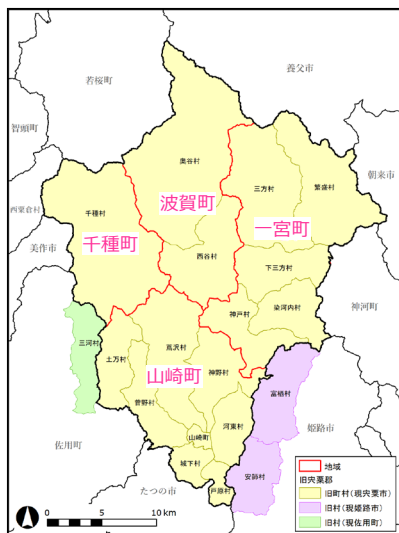 若桜町
養父市
智頭町
奥谷村
三方村
繁盛村
朝来市
西粟倉村
千種村
波賀町
一宮町
美作市
千種町
西谷村
下三方村
神戸村
染河内村
神河町
三河村
土万村
蔦沢村
神野村
山崎町
富栖村
菅野村
河東村
姫路市
山崎町
佐用町
城下村
安師村
戸原村
たつの市
地域
旧宍粟郡
旧町村（現宍粟市）
旧村（現姫路市）
旧村（現佐用町）
0 5 10 km